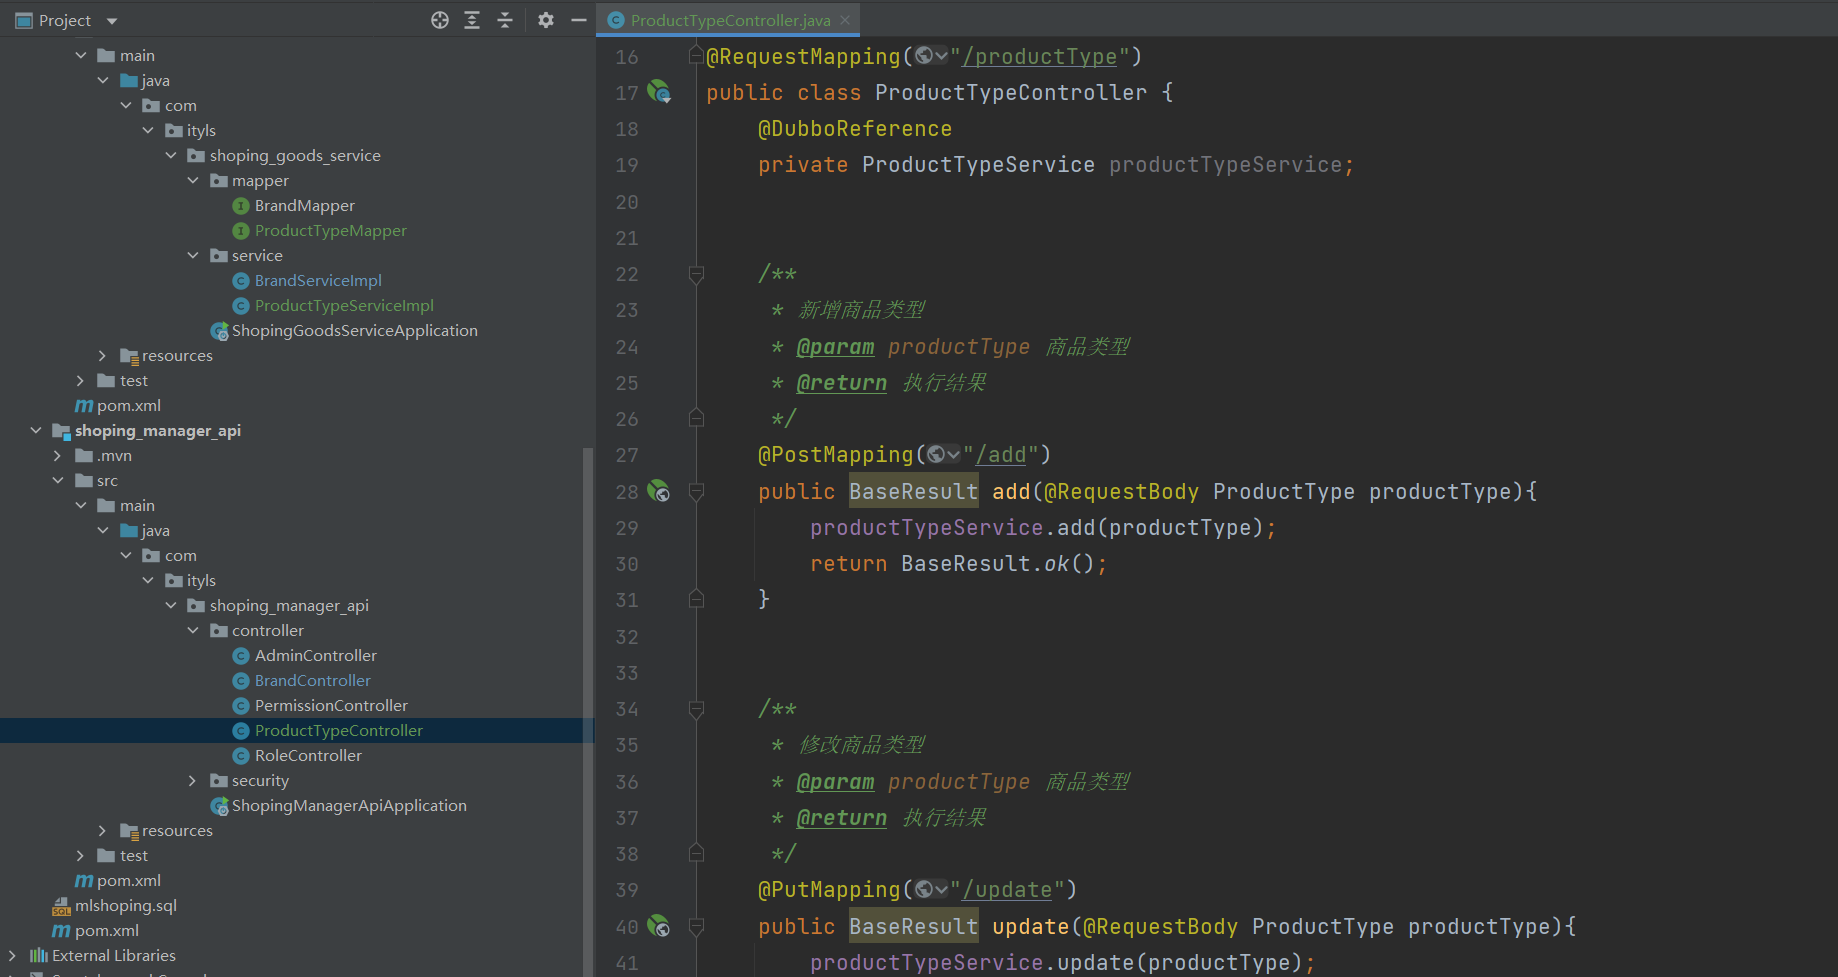 Project
main
java
com
ityls
shoping_goods_service
mapper
BrandMapper
ProductTypeMapper
service
BrandServiceImpl
ProductTypeServiceImpl
ShopingGoodsServiceApplication
resources
test
pom.xml
shoping_manager_api
.mvn
src
main
java
com
ityls
shoping_manager_api
controller
AdminController
BrandController
PermissionController
ProductTypeController
RoleController
security
ShopingManagerApiApplication
resources
test
pom.xml
mlshoping.sql
pom.xml
External Libraries
ProductTypeController.java
16 @RequestMapping("/productType")
17 public class ProductTypeController {
18 @DubboReference
19 private ProductTypeService productTypeService;
20
21
22 /**
23 * 新增商品类型
24 * @param productType 商品类型
25 * @return 执行结果
26 */
27 @PostMapping("/add")
28 public BaseResult add(@RequestBody ProductType productType){
29 productTypeService.add(productType);
30 return BaseResult.ok();
31 }
32
33
34 /**
35 * 修改商品类型
36 * @param productType 商品类型
37 * @return 执行结果
38 */
39 @PutMapping("/update")
40 public BaseResult update(@RequestBody ProductType productType){
41 productTypeService.update(productType);